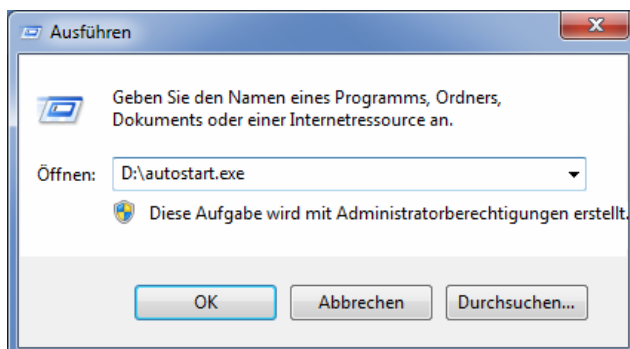 Ausführen
Geben Sie den Namen eines Programms, Ordners,
Dokuments oder einer Internetressource an.
Öffnen: D:\autostart.exe
Diese Aufgabe wird mit Administratorberechtigungen erstellt.
OK Abbrechen Durchsuchen...